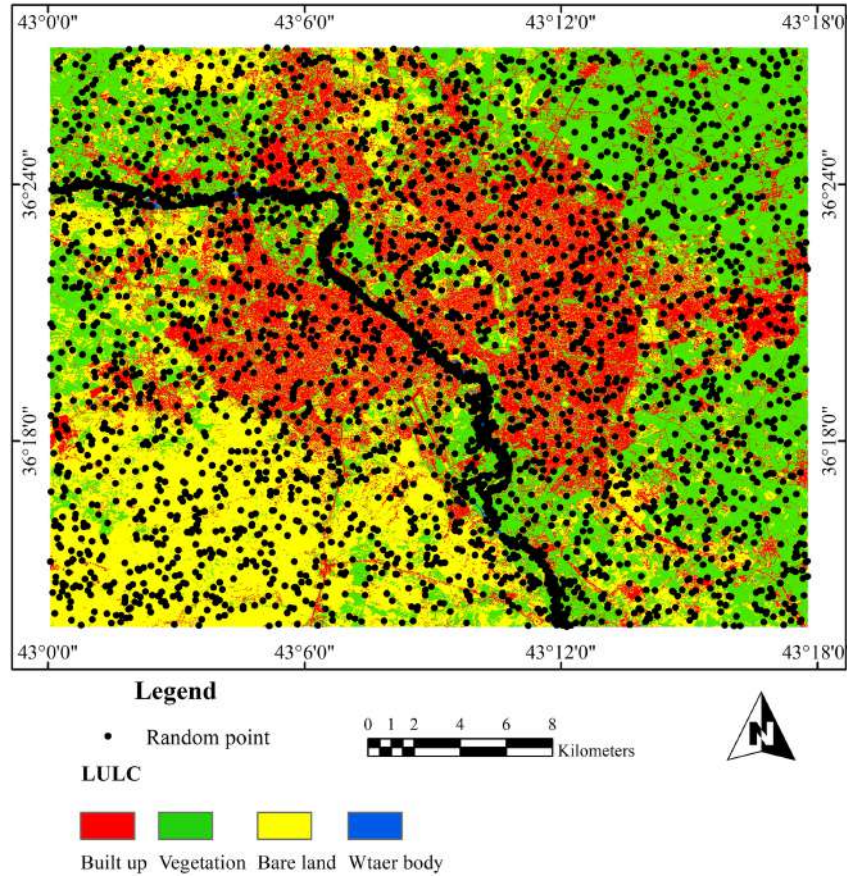 43°0'0" 43°6'0" 43°12'0" 43°18'0"
36°24'0" 36°24'0"
36°18'0" 36°18'0"
43°0'0" 43°6'0" 43°12'0" 43°18'0"
Legend
Random point
0 1 2 4 6 8
Kilometers
N
LULC
Built up Vegetation Bare land Wtaer body